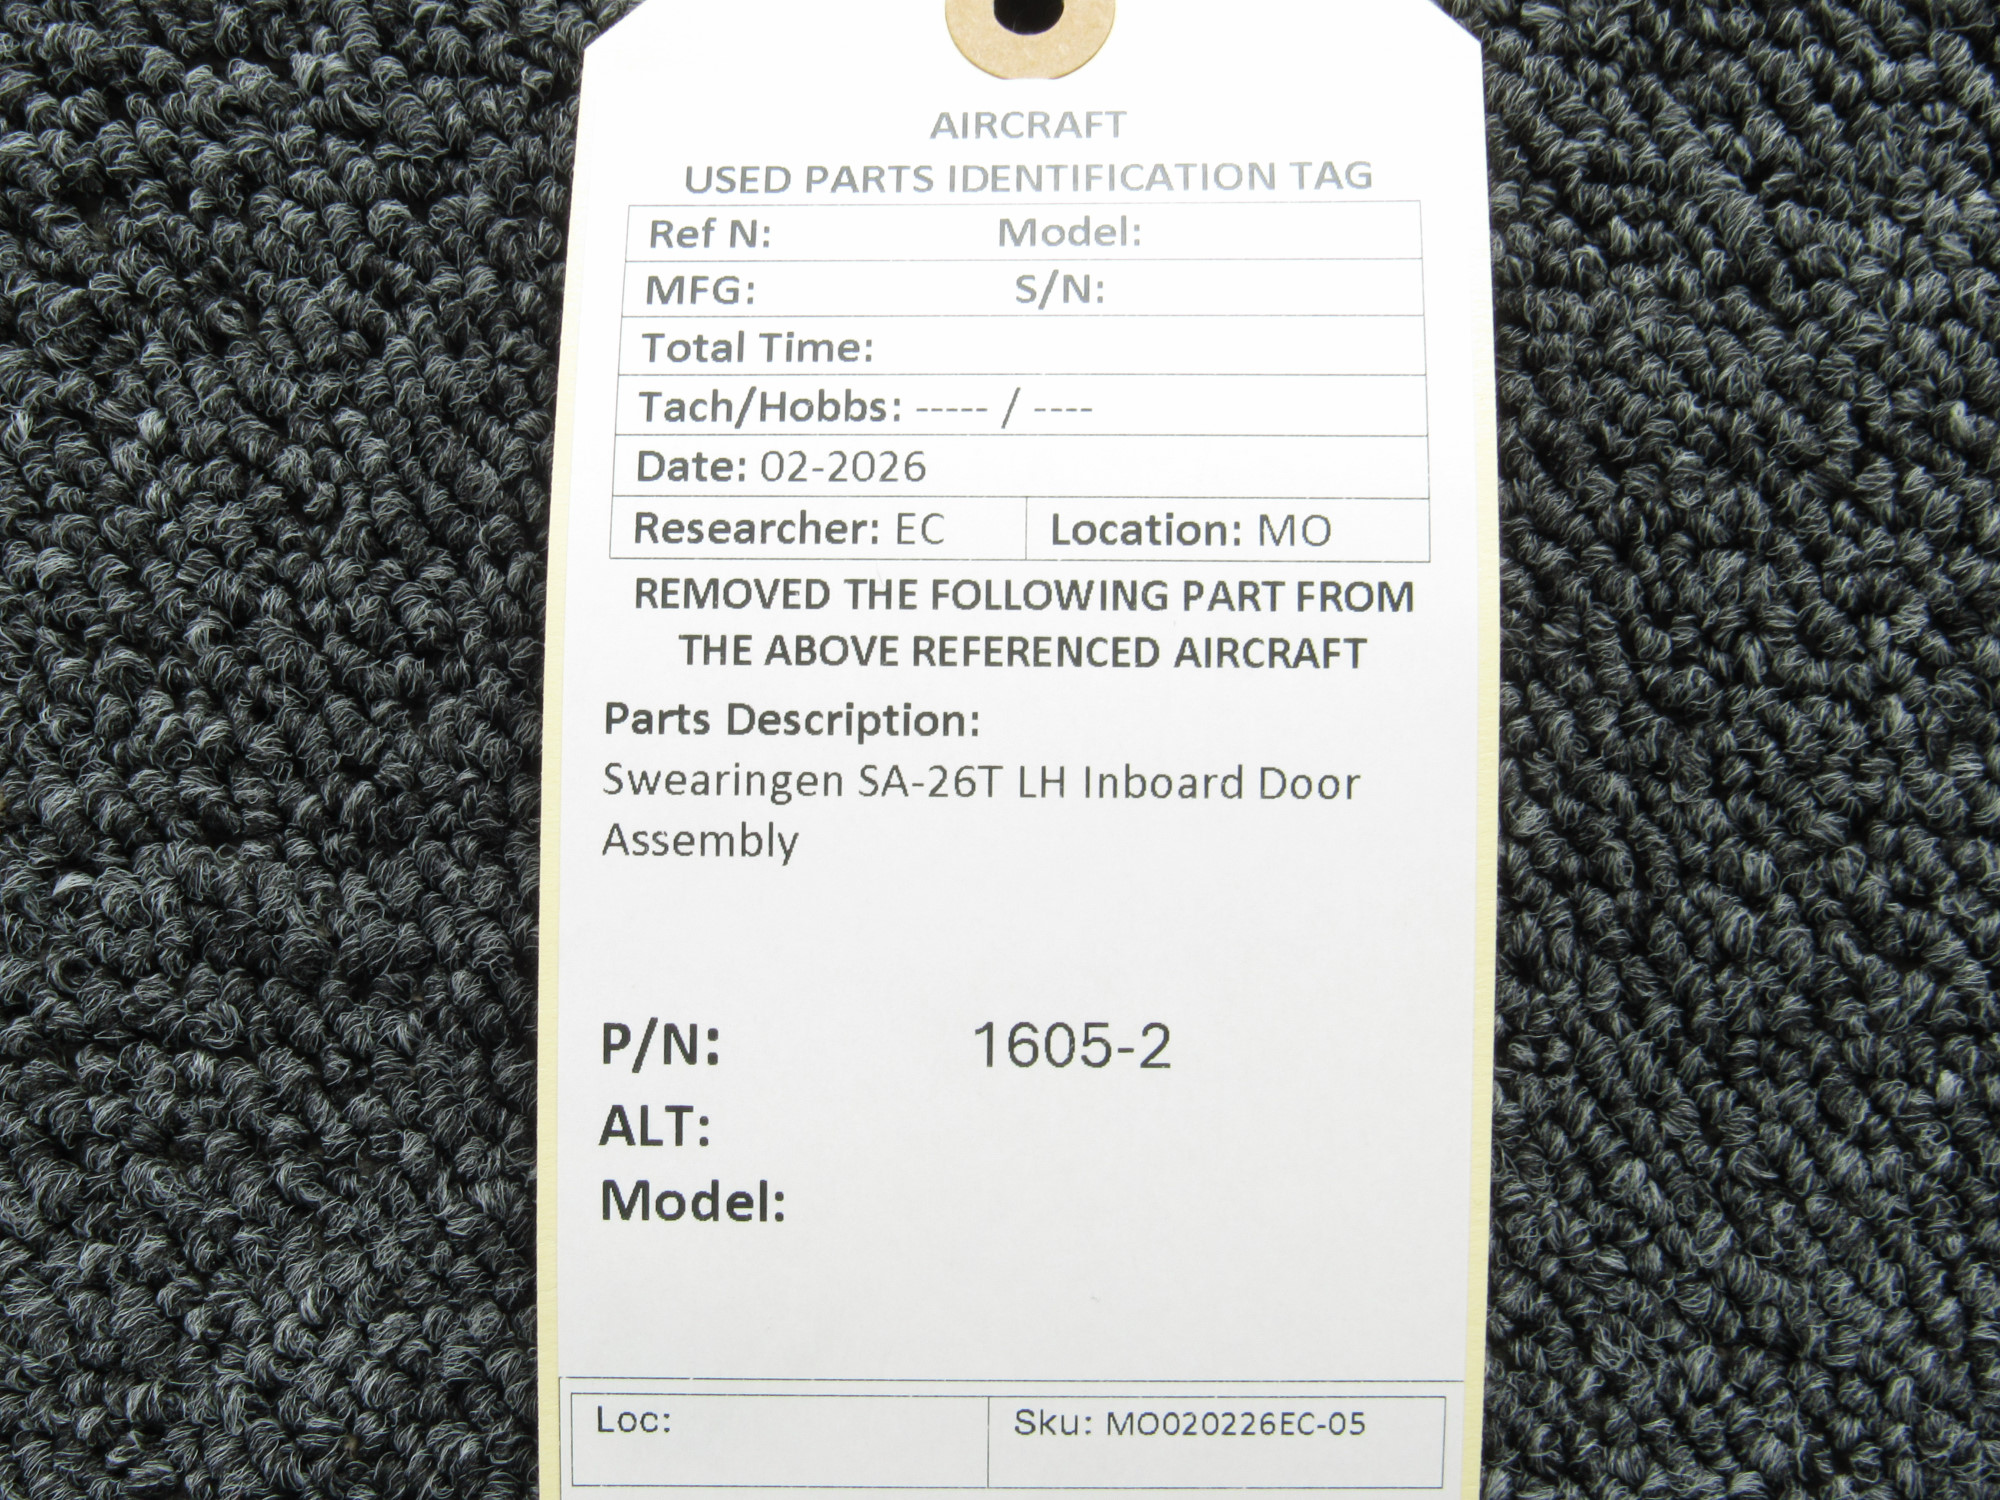 AIRCRAFT
USED PARTS IDENTIFICATION TAG
Ref N: Model:
MFG: S/N:
Total Time:
Tach/Hobbs: ----- / ----
Date: 02-2026
Researcher: EC Location: MO
REMOVED THE FOLLOWING PART FROM
THE ABOVE REFERENCED AIRCRAFT
Parts Description:
Swearingen SA-26T LH Inboard Door
Assembly
P/N: 1605-2
ALT:
Model:
Loc: Sku: MO020226EC-05